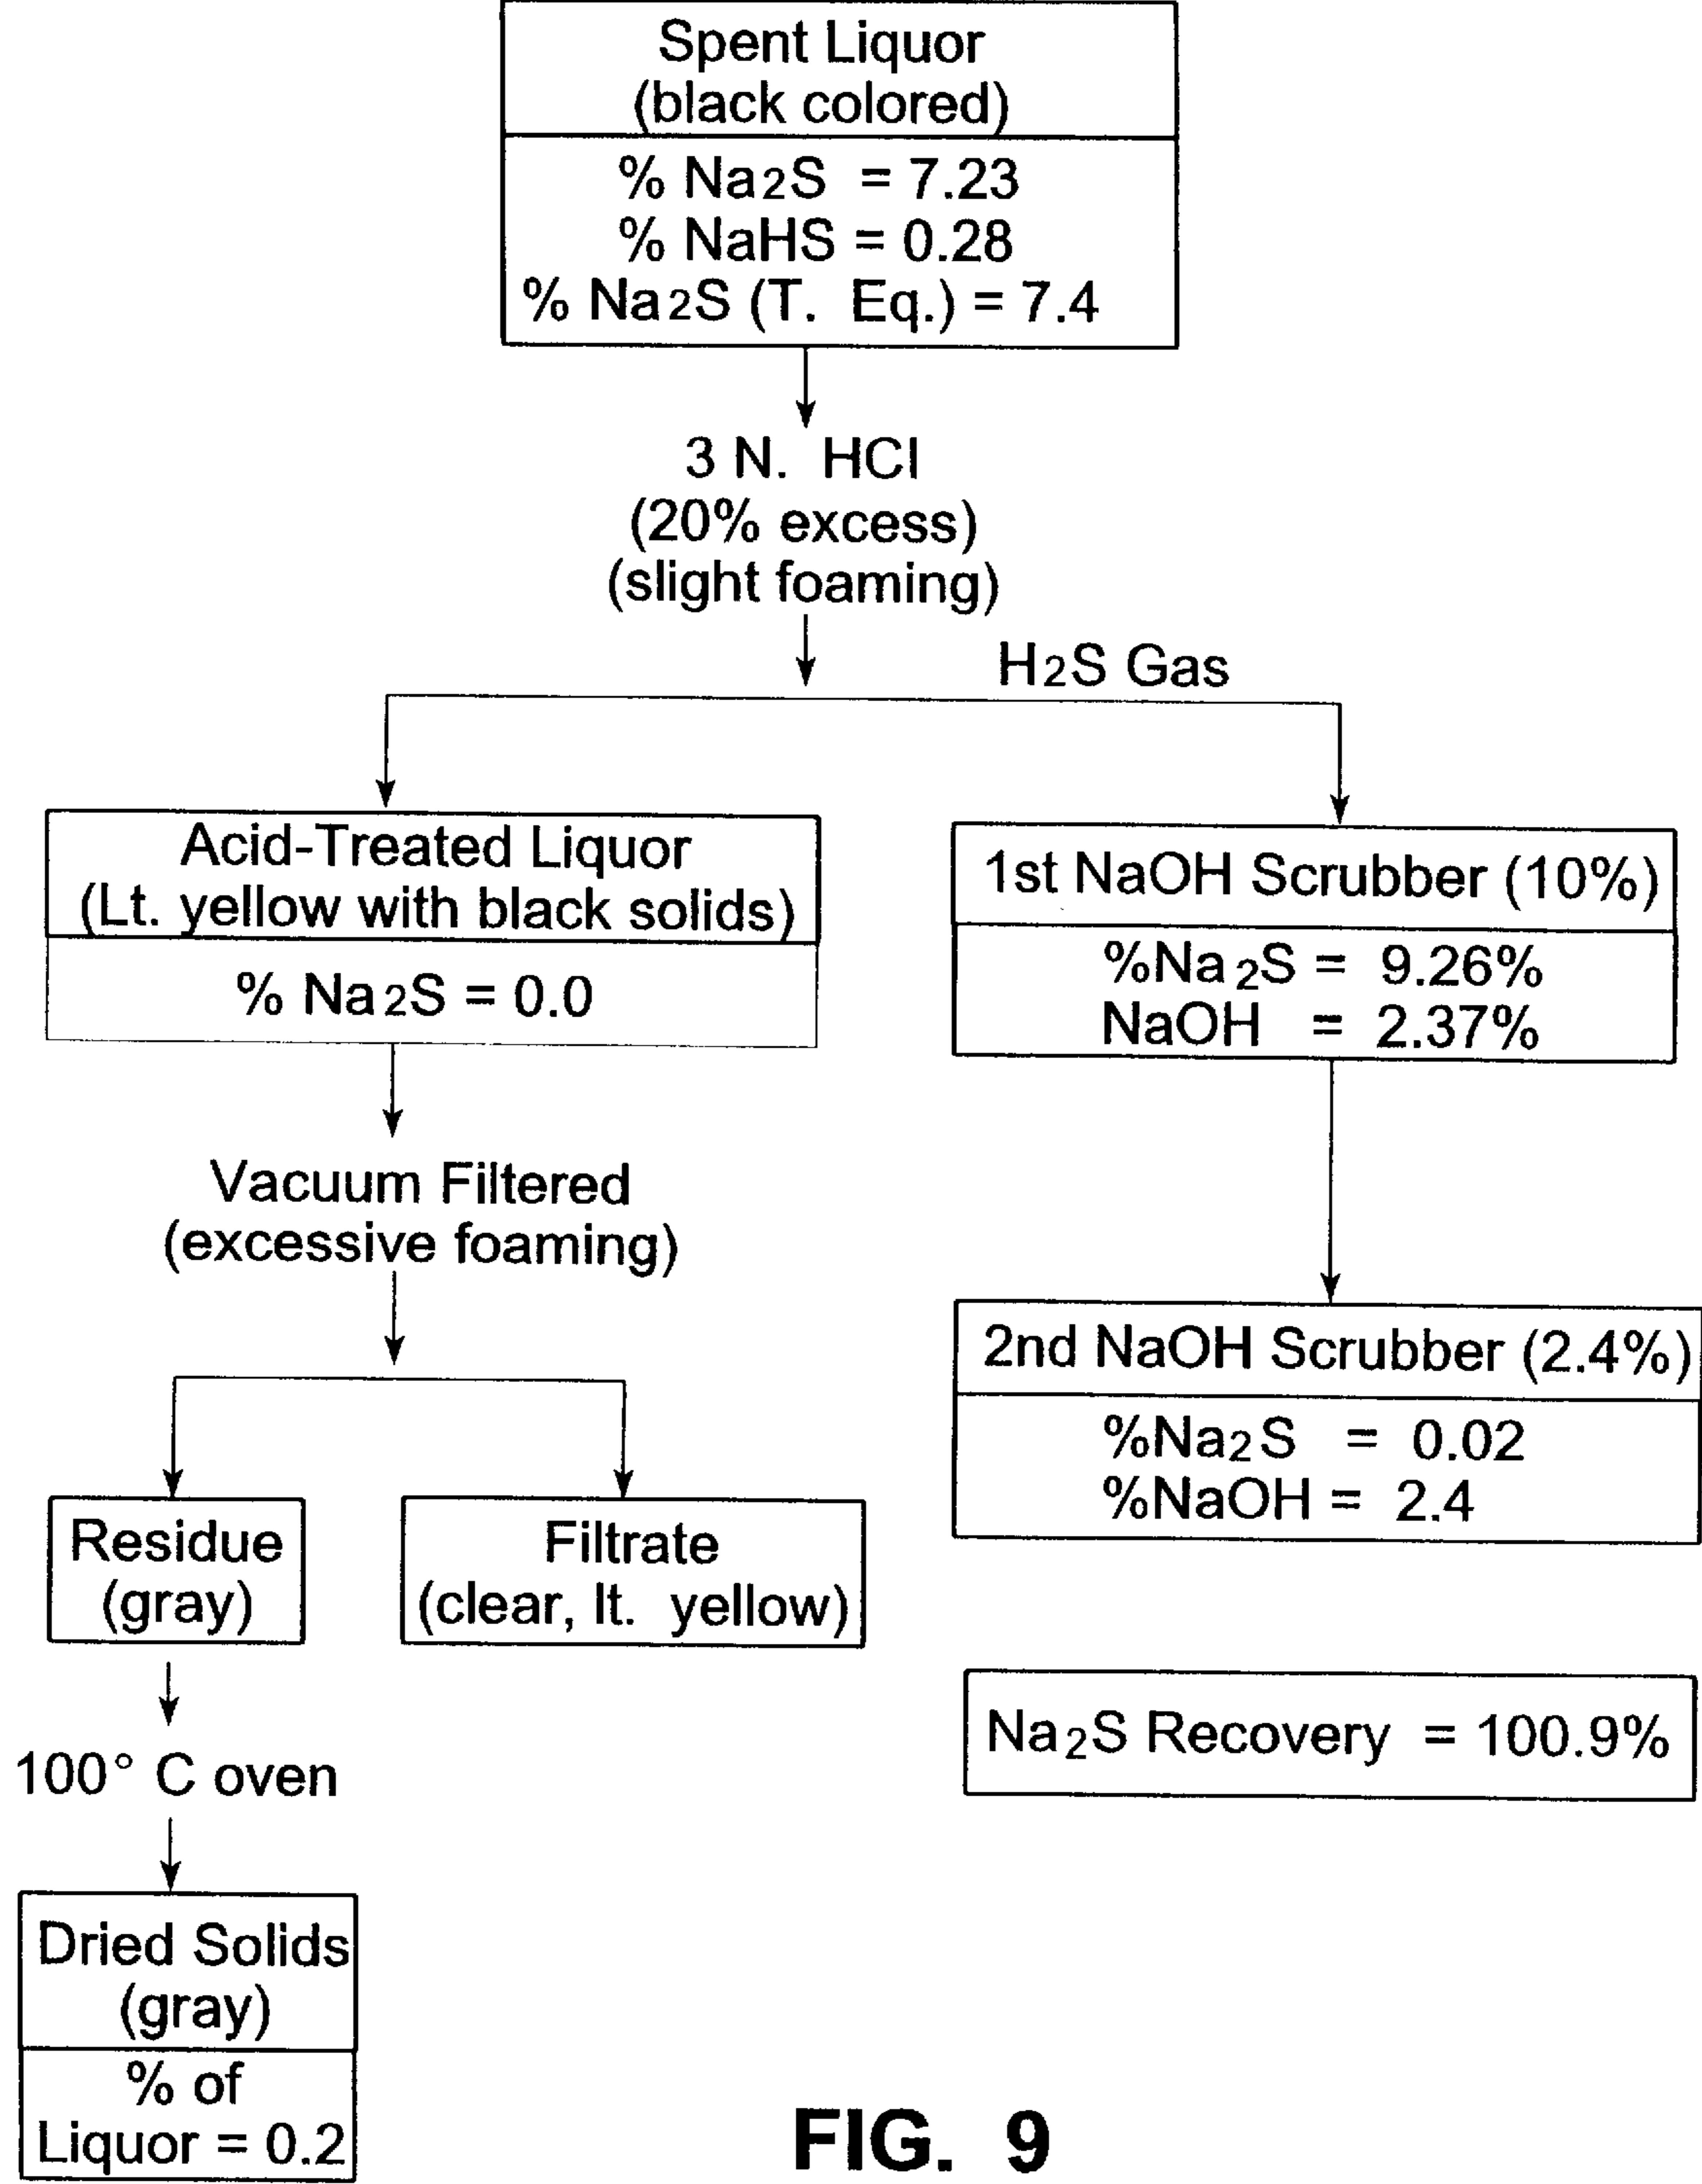 Spent Liquor
(black colored)
% Na2S = 7.23
% NaHS = 0.28
% Na2S (T. Eq.) = 7.4
3 N. HCl
(20% excess)
(slight foaming)
H2S Gas
Acid-Treated Liquor
(Lt. yellow with black solids)
% Na2S = 0.0
1st NaOH Scrubber (10%)
%Na2S = 9.26%
NaOH = 2.37%
Vacuum Filtered
(excessive foaming)
2nd NaOH Scrubber (2.4%)
%Na2S = 0.02
%NaOH = 2.4
Residue
(gray)
Filtrate
(clear, lt. yellow)
Na2S Recovery = 100.9%
100° C oven
Dried Solids
(gray)
% of
Liquor = 0.2
FIG. 9